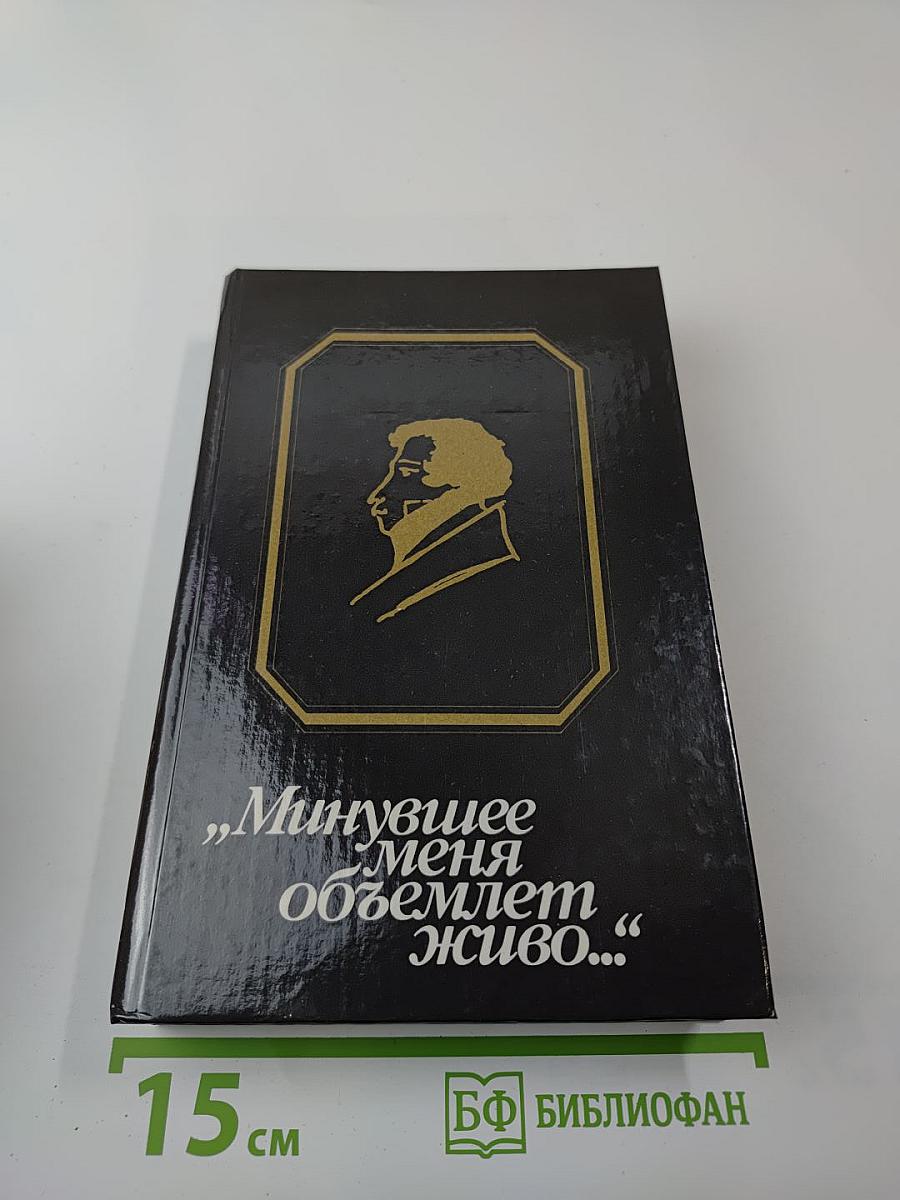 „Минувшее
меня
объемлет
живо...“
15 см
БФ БИБЛИОФАН